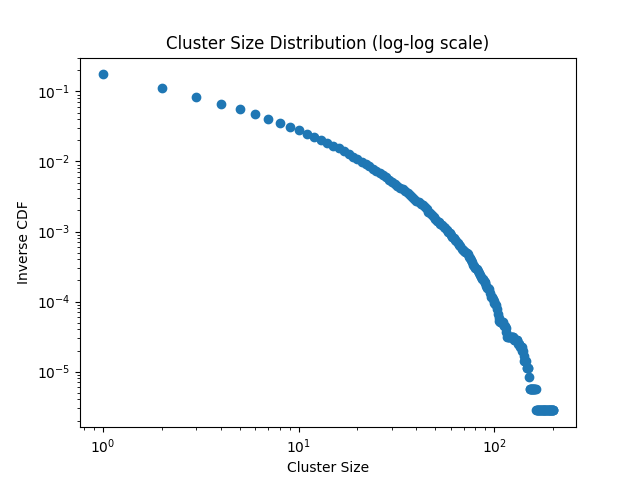 Cluster Size Distribution (log-log scale)
Inverse CDF
10⁻¹
10⁻²
10⁻³
10⁻⁴
10⁻⁵
10⁰ 10¹ 10²
Cluster Size